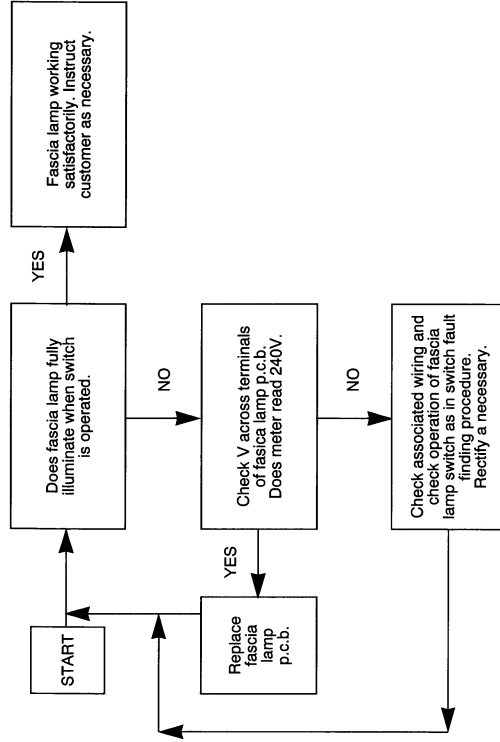 START
Does fascia lamp fully
illuminate when switch
is operated.
YES
Fascia lamp working
satisfactorily. Instruct
customer as necessary.
NO
Check V across terminals
of fasica lamp p.c.b.
Does meter read 240V.
YES
Replace
fascia
lamp
p.c.b.
NO
Check associated wiring and
check operation of fascia
lamp switch as in switch fault
finding procedure.
Rectify a necessary.